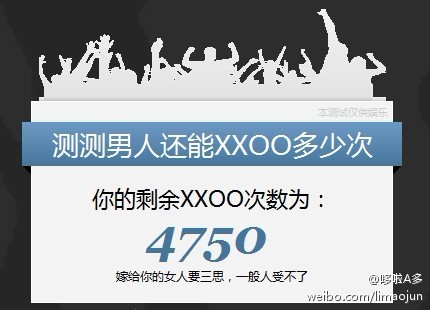 本测试仅供娱乐
测测男人还能XXOO多少次
你的剩余XXOO次数为：
4750
嫁给你的女人要三思，一般人受不了
@哆啦A多
weibo.com/limaojun